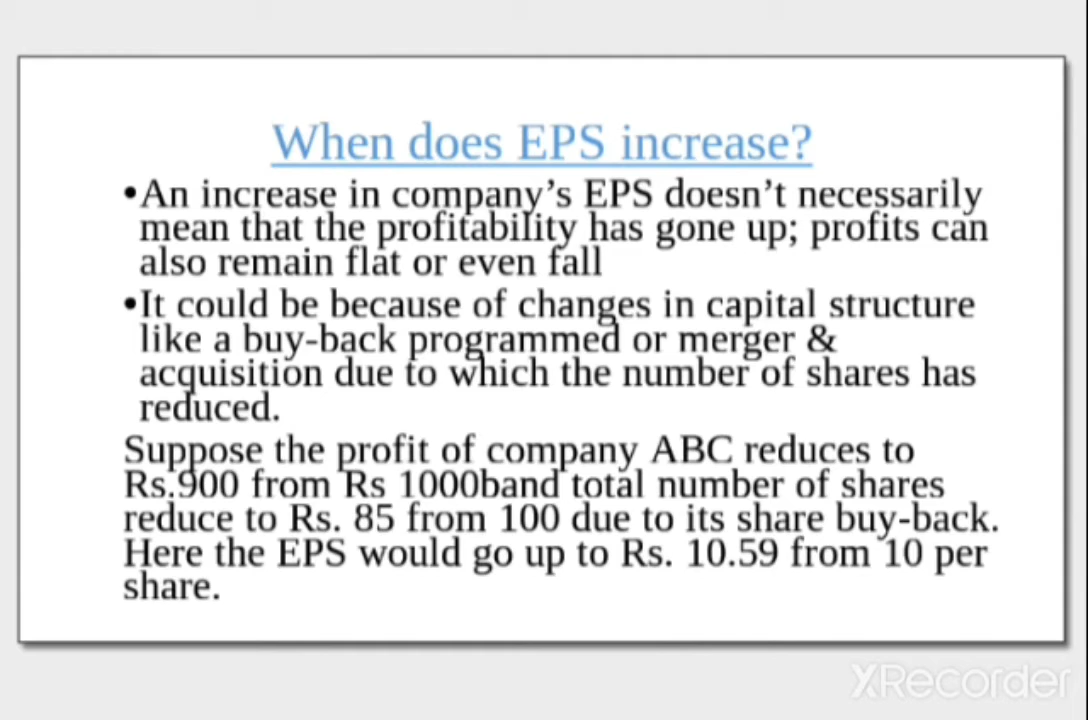 When does EPS increase?
•An increase in company’s EPS doesn’t necessarily
mean that the profitability has gone up; profits can
also remain flat or even fall
•It could be because of changes in capital structure
like a buy-back programmed or merger &
acquisition due to which the number of shares has
reduced.
Suppose the profit of company ABC reduces to
Rs.900 from Rs 1000band total number of shares
reduce to Rs. 85 from 100 due to its share buy-back.
Here the EPS would go up to Rs. 10.59 from 10 per
share.
XRecorder